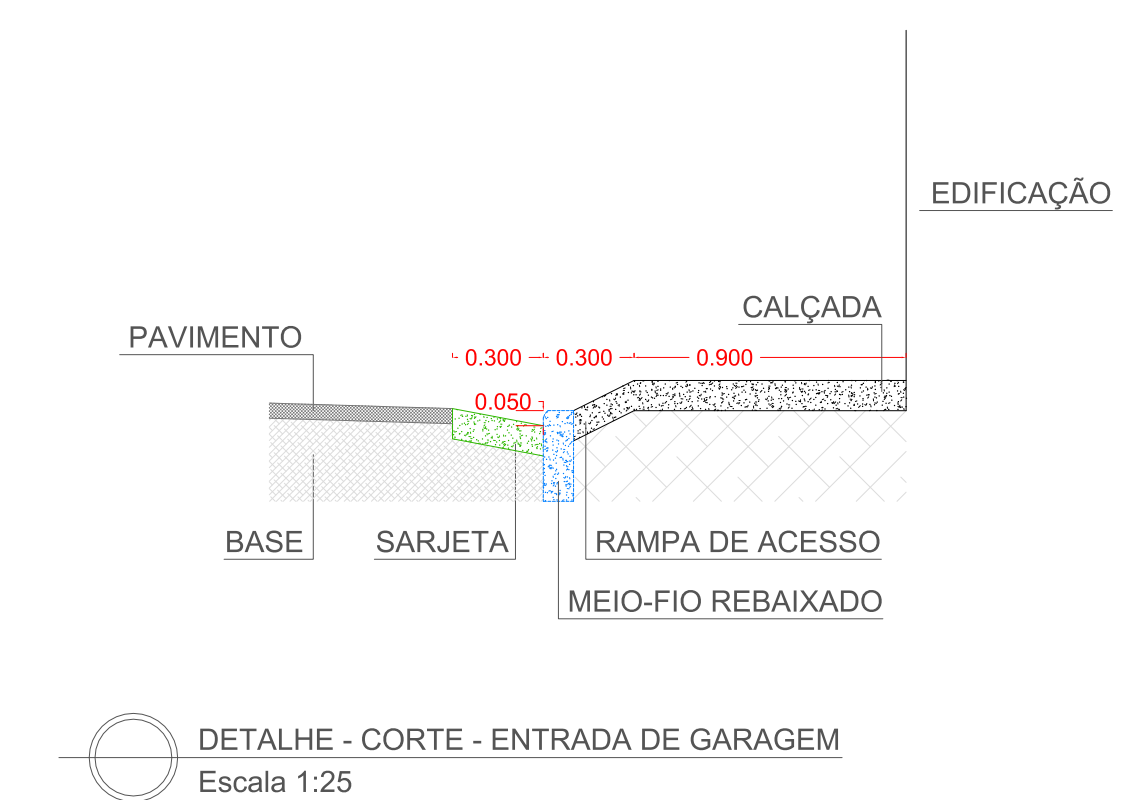 EDIFICAÇÃO
CALÇADA
PAVIMENTO
0.300 0.300 0.900
0.050
BASE SARJETA RAMPA DE ACESSO
MEIO-FIO REBAIXADO
DETALHE - CORTE - ENTRADA DE GARAGEM
Escala 1:25